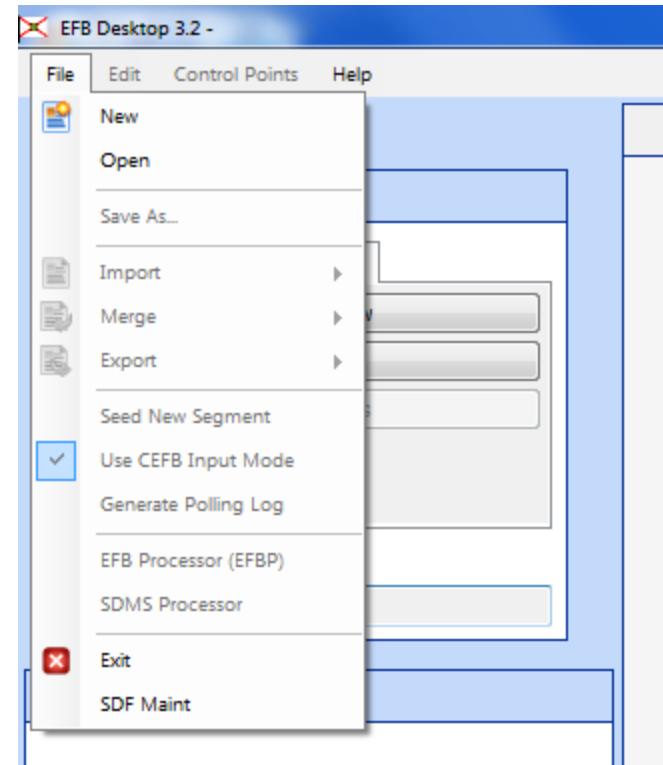 EFB Desktop 3.2 -
File Edit Control Points Help
New
Open
Save As...
Import
Merge
Export
Seed New Segment
Use CEFB Input Mode
Generate Polling Log
EFB Processor (EFBP)
SDMS Processor
Exit
SDF Maint